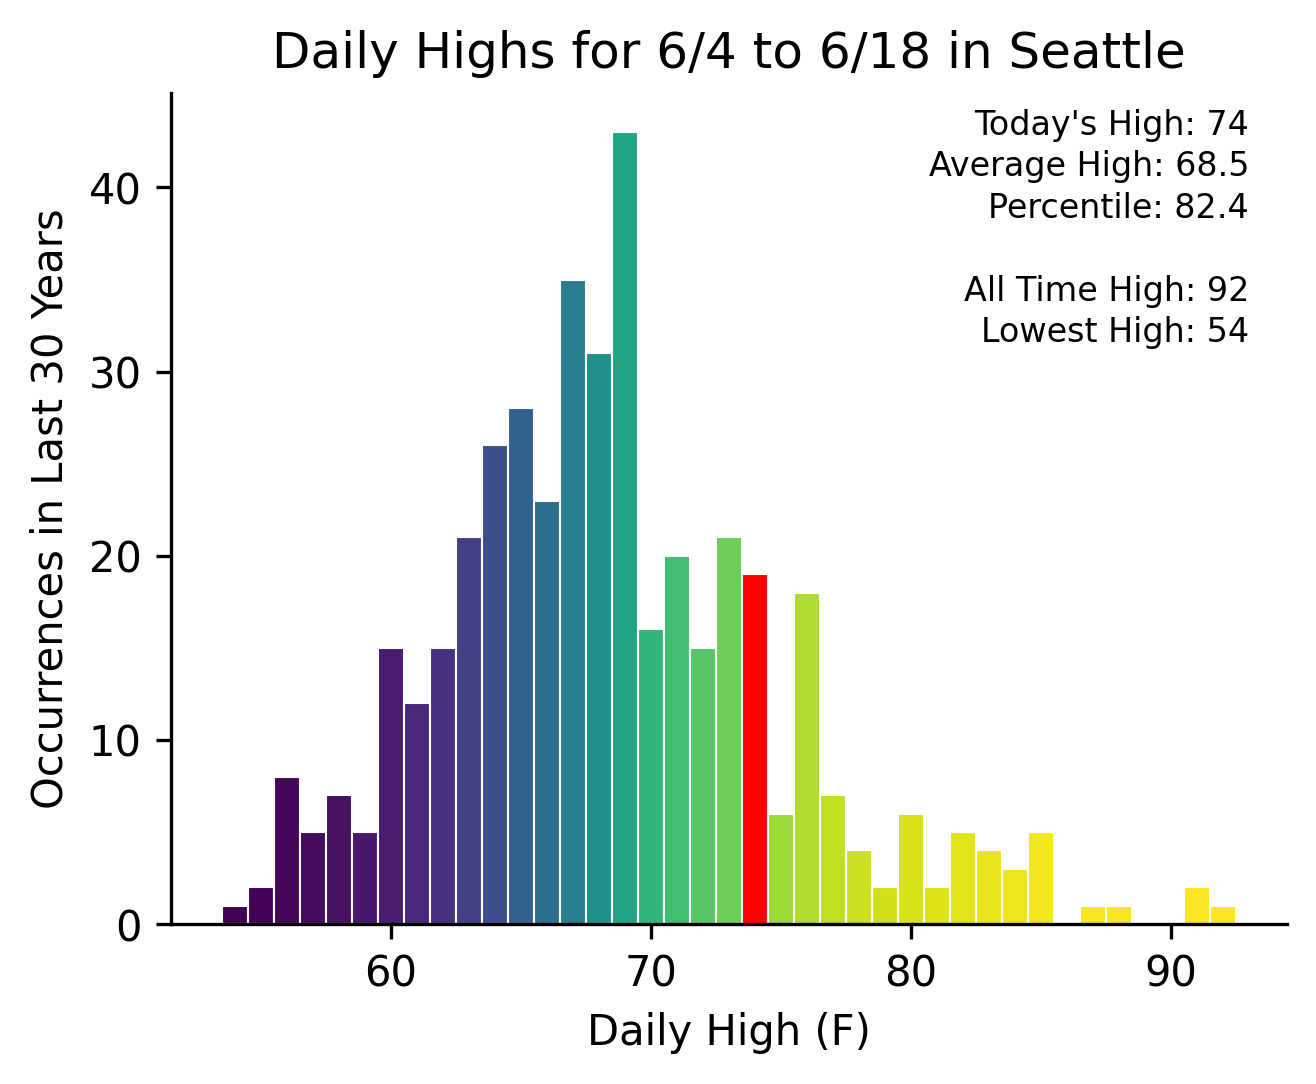 Daily Highs for 6/4 to 6/18 in Seattle
Today's High: 74
Average High: 68.5
Percentile: 82.4
All Time High: 92
Lowest High: 54
Occurrences in Last 30 Years
40
30
20
10
0
60 70 80 90
Daily High (F)